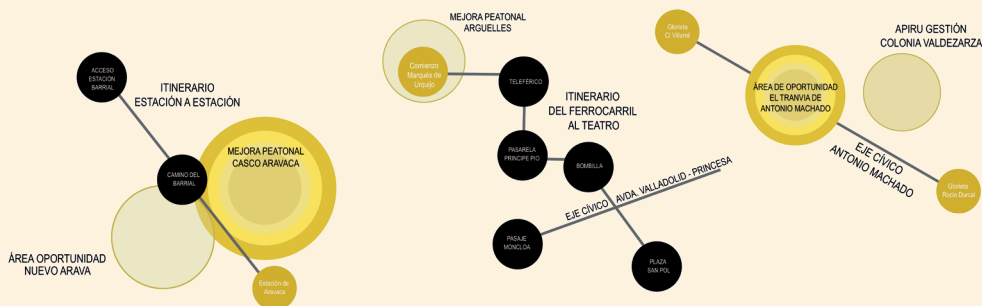 ACCESO
ESTACIÓN
BARRIAL
ITINERARIO
ESTACIÓN A ESTACIÓN
MEJORA PEATONAL
CASCO ARAVACA
CAMINO DEL
BARRIAL
ÁREA OPORTUNIDAD
NUEVO ARAVA
Estación de
Aravaca
MEJORA PEATONAL
ARGUELLES
Comienzo
Marqués de
Urquijo
TELEFÉRICO
ITINERARIO
DEL FERROCARRIL
AL TEATRO
PASARELA
PRINCIPE PIO
BOMBILLA
EJE CÍVICO AVDA. VALLADOLID - PRINCESA
PASAJE
MONCLOA
PLAZA
SAN POL
Glorieta
C/ Villamil
APIRU GESTIÓN
COLONIA VALDEZARZA
ÁREA DE OPORTUNIDAD
EL TRANVIA DE
ANTONIO MACHADO
EJE CÍVICO
ANTONIO MACHADO
Glorieta
Rocío Durcal